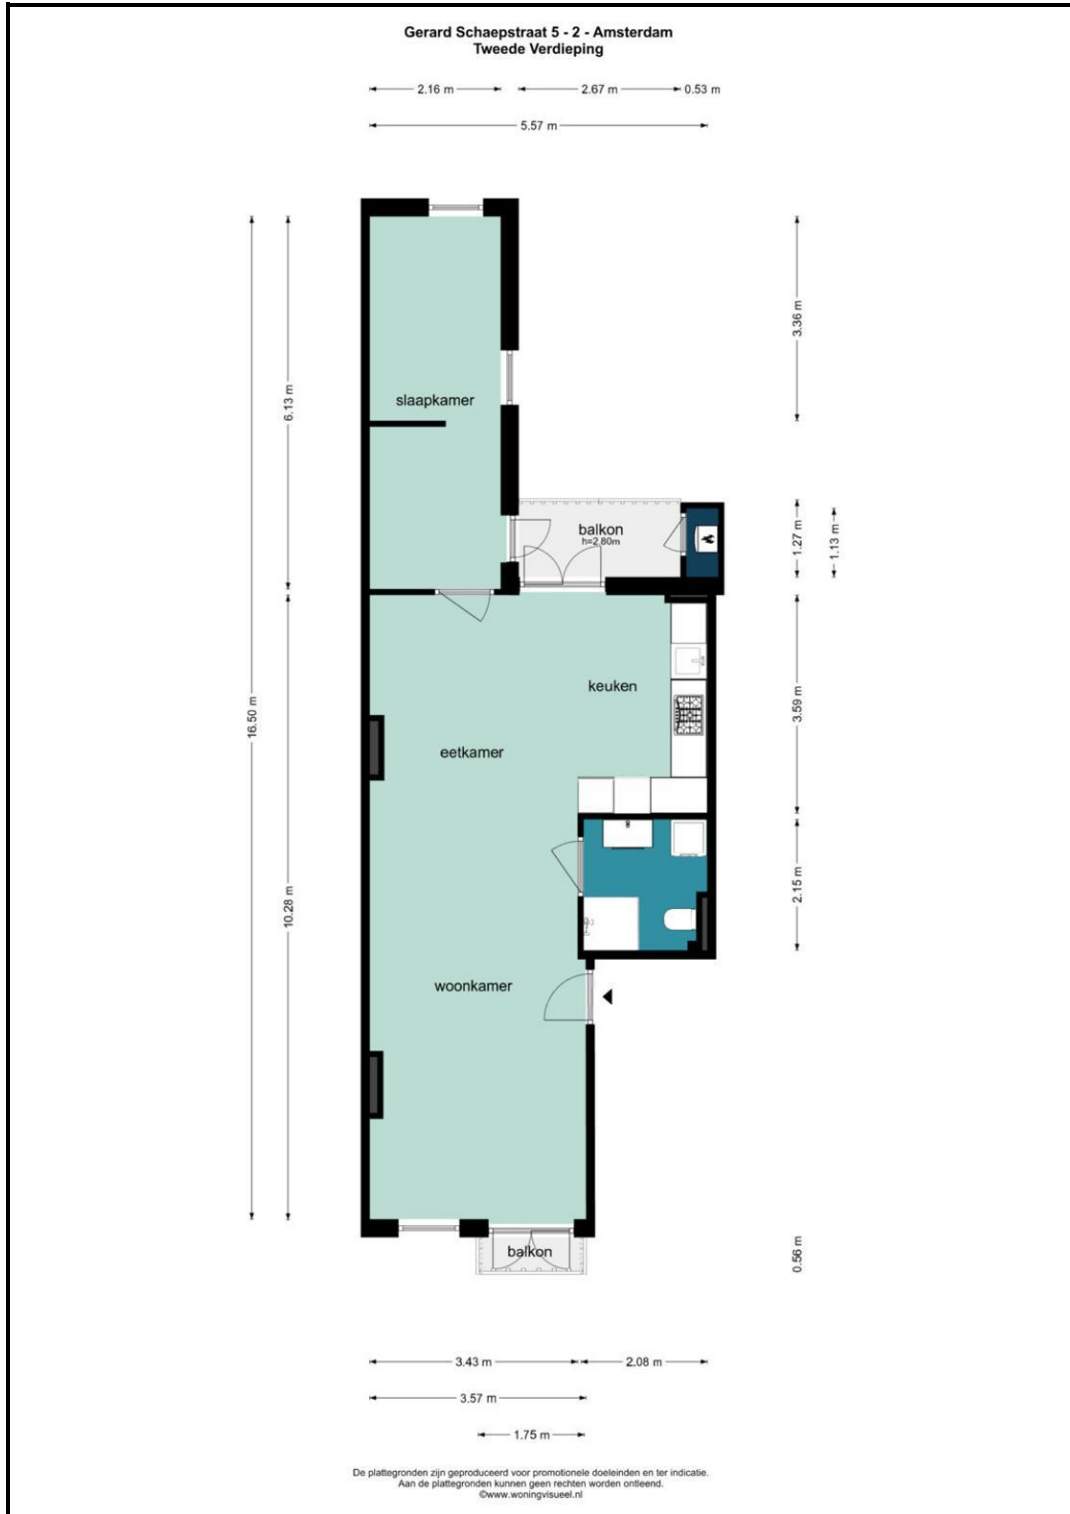 Gerard Schaepstraat 5 - 2 - Amsterdam
Tweede Verdieping
2.16 m
2.67 m
0.53 m
5.57 m
3.36 m
6.13 m
slaapkamer
balkon
h=2.80m
1.27 m
1.13 m
keuken
3.59 m
16.50 m
eetkamer
2.15 m
10.28 m
woonkamer
balkon
0.56 m
3.43 m
2.08 m
3.57 m
1.75 m
De plattegronden zijn geproduceerd voor promotionele doeleinden en ter indicatie.
Aan de plattegronden kunnen geen rechten worden ontleend.
©www.woningvisueel.nl